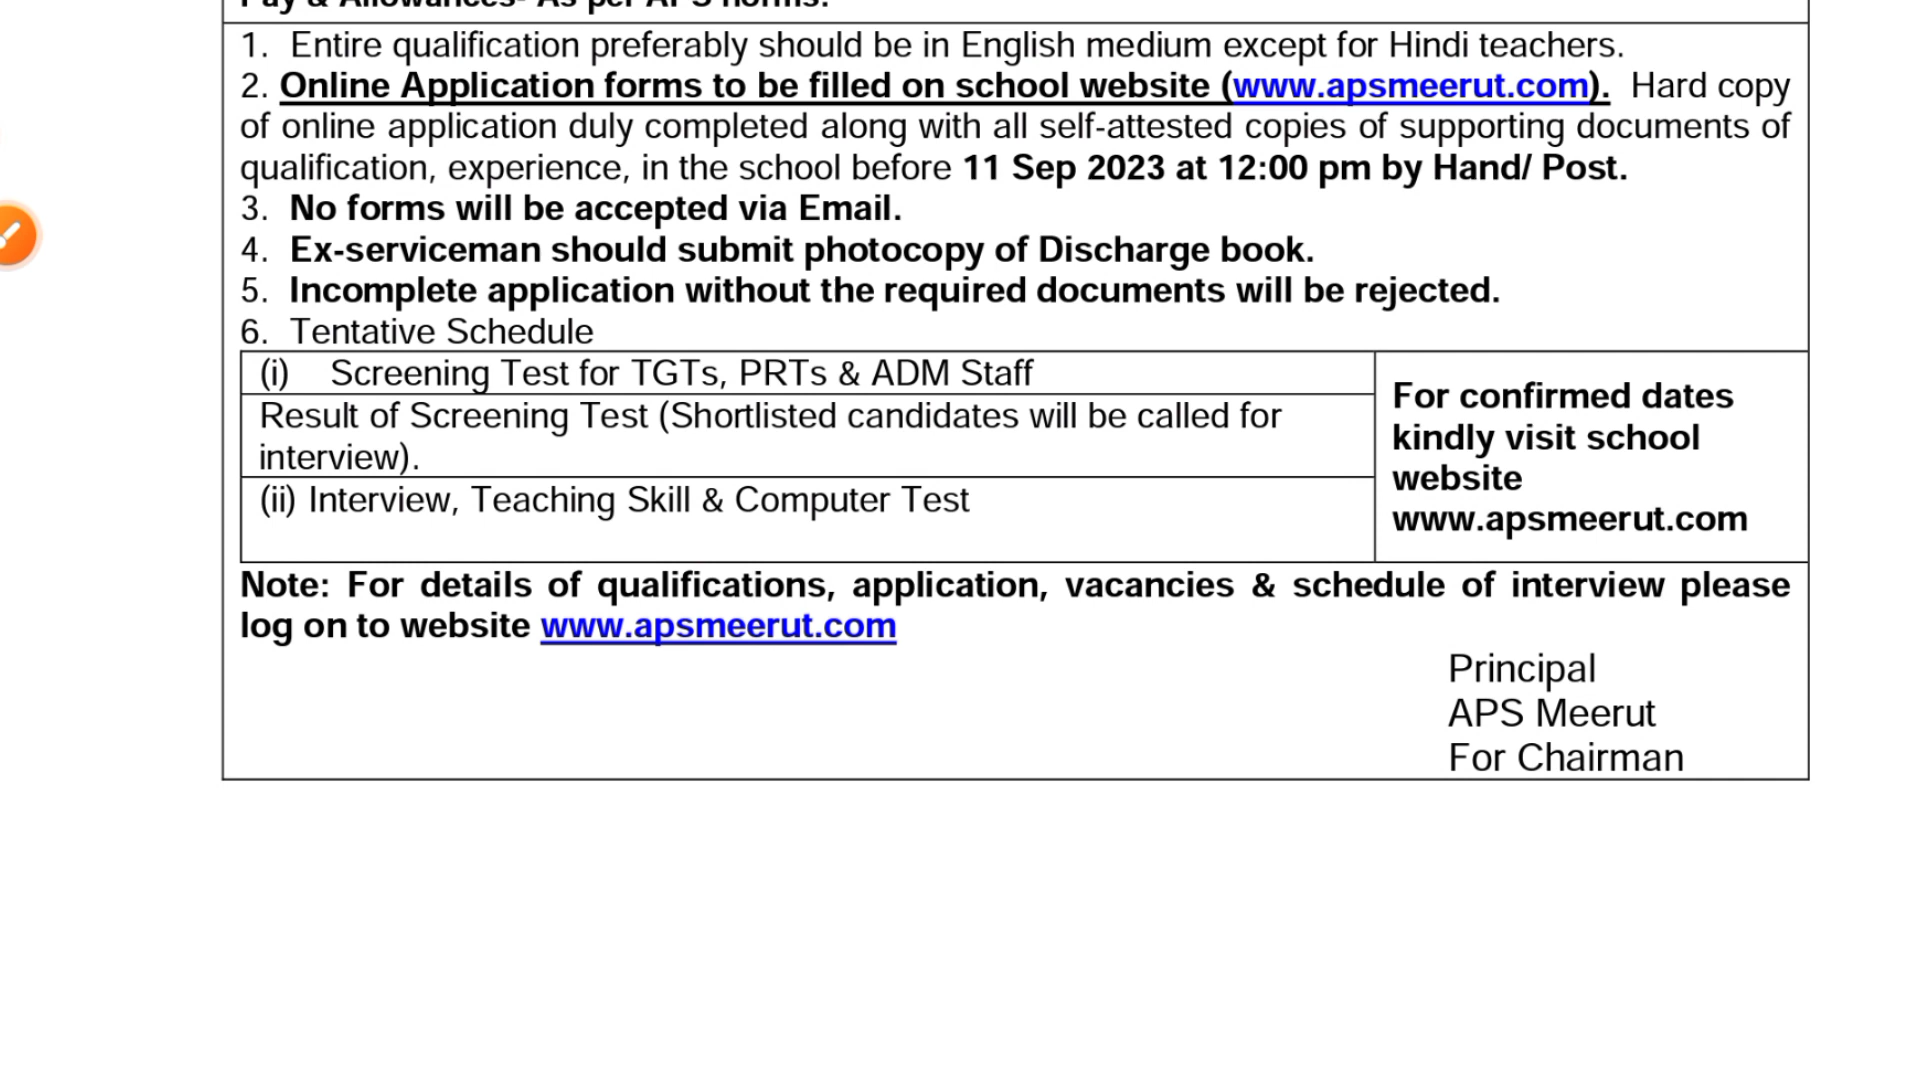 Pay & Allowances- As per APS norms.
1. Entire qualification preferably should be in English medium except for Hindi teachers.
2. Online Application forms to be filled on school website (www.apsmeerut.com). Hard copy
of online application duly completed along with all self-attested copies of supporting documents of
qualification, experience, in the school before 11 Sep 2023 at 12:00 pm by Hand/ Post.
3. No forms will be accepted via Email.
4. Ex-serviceman should submit photocopy of Discharge book.
5. Incomplete application without the required documents will be rejected.
6. Tentative Schedule
(i) Screening Test for TGTs, PRTs & ADM Staff
Result of Screening Test (Shortlisted candidates will be called for
interview).
(ii) Interview, Teaching Skill & Computer Test
For confirmed dates
kindly visit school
website
www.apsmeerut.com
Note: For details of qualifications, application, vacancies & schedule of interview please
log on to website www.apsmeerut.com
Principal
APS Meerut
For Chairman